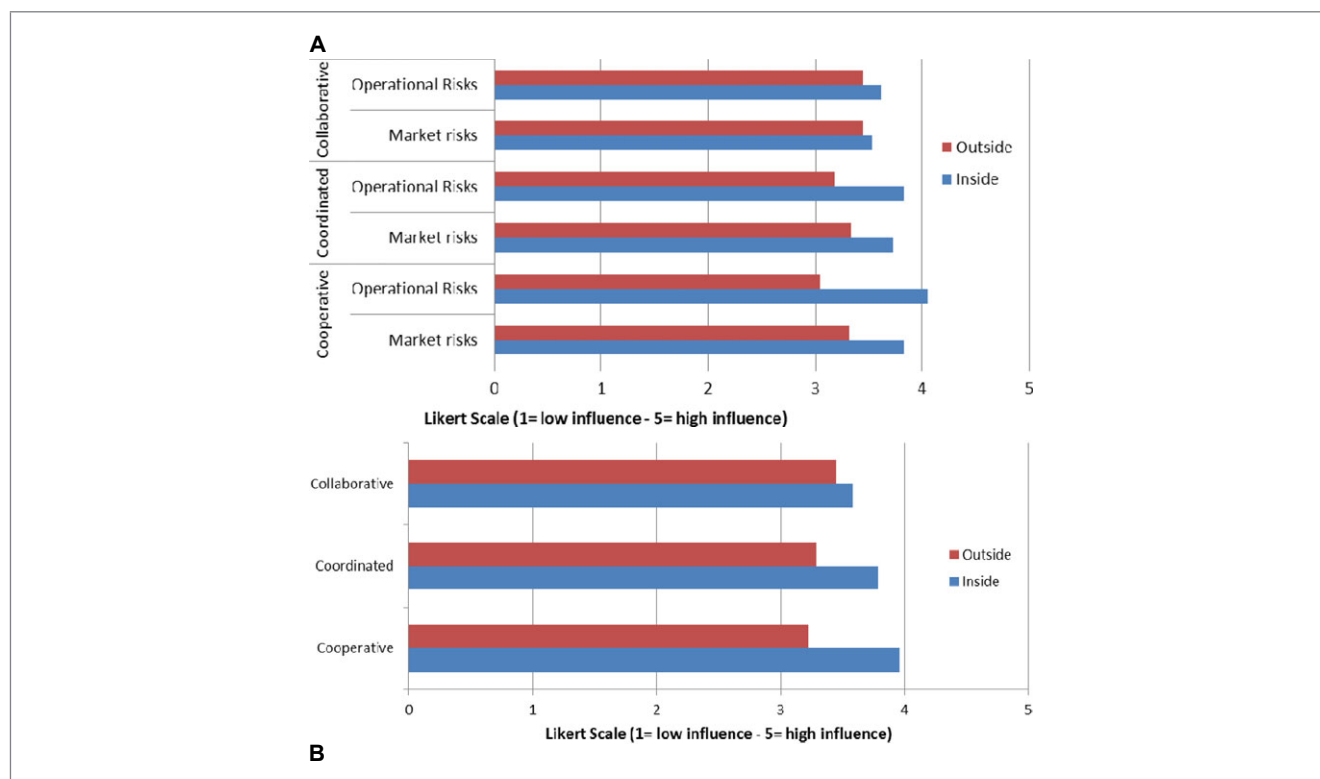 A
Collaborative
Operational Risks
Market risks
Coordinated
Operational Risks
Market risks
Cooperative
Operational Risks
Market risks
Outside
Inside
0 1 2 3 4 5
Likert Scale (1= low influence - 5= high influence)
Collaborative
Coordinated
Cooperative
Outside
Inside
0 1 2 3 4 5
Likert Scale (1= low influence - 5= high influence)
B